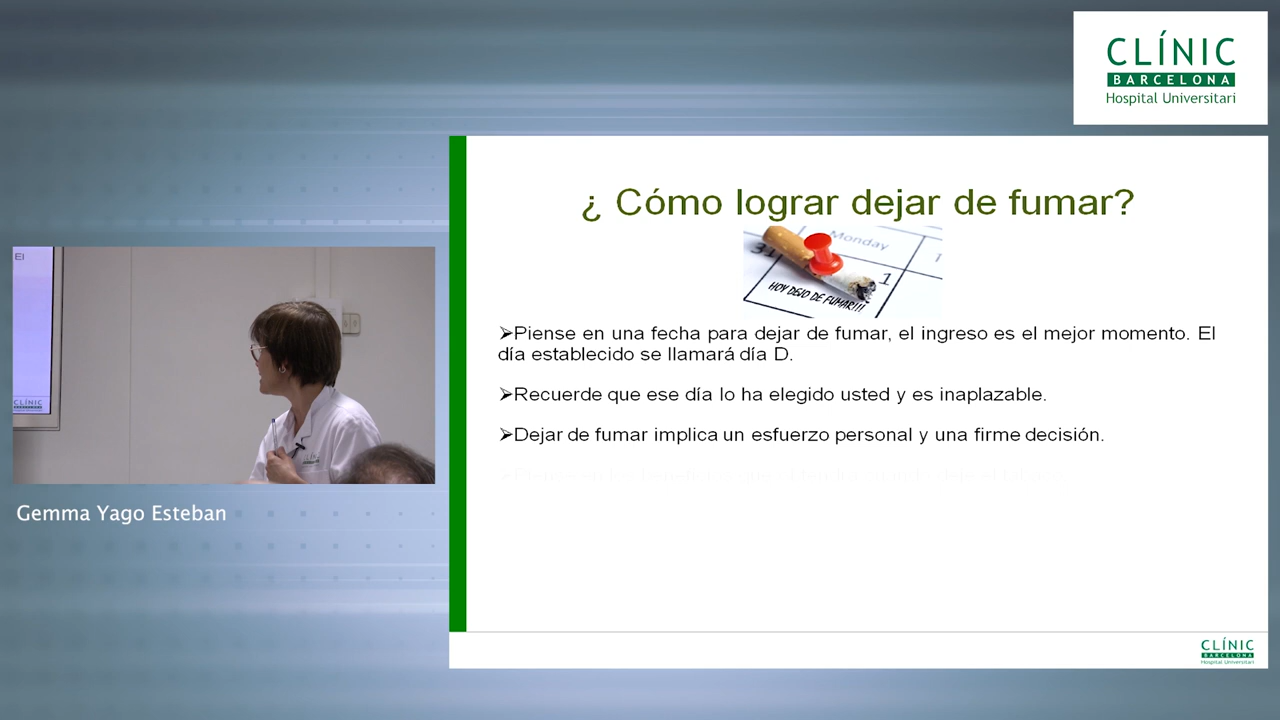 CLÍNIC
BARCELONA
Hospital Universitari
¿ Cómo lograr dejar de fumar?
Monday
31
1
HOY DEJO DE FUMAR!!!
➢Piense en una fecha para dejar de fumar, el ingreso es el mejor momento. El
día establecido se llamará día D.
➢Recuerde que ese día lo ha elegido usted y es inaplazable.
➢Dejar de fumar implica un esfuerzo personal y una firme decisión.
El
CLÍNIC
Gemma Yago Esteban
CLÍNIC
BARCELONA
Hospital Universitari